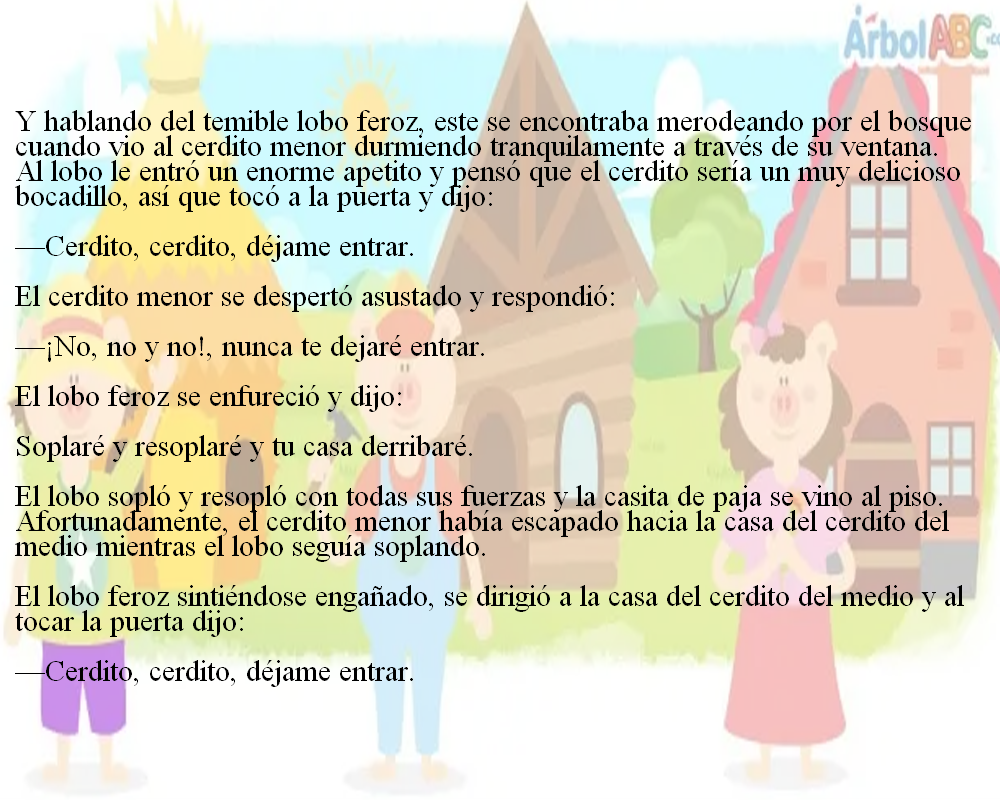 ÁrbolABC.co
Y hablando del temible lobo feroz, este se encontraba merodeando por el bosque
cuando vio al cerdito menor durmiendo tranquilamente a través de su ventana.
Al lobo le entró un enorme apetito y pensó que el cerdito sería un muy delicioso
bocadillo, así que tocó a la puerta y dijo:
—Cerdito, cerdito, déjame entrar.
El cerdito menor se despertó asustado y respondió:
—¡No, no y no!, nunca te dejaré entrar.
El lobo feroz se enfureció y dijo:
Soplaré y resoplaré y tu casa derribaré.
El lobo sopló y resopló con todas sus fuerzas y la casita de paja se vino al piso.
Afortunadamente, el cerdito menor había escapado hacia la casa del cerdito del
medio mientras el lobo seguía soplando.
El lobo feroz sintiéndose engañado, se dirigió a la casa del cerdito del medio y al
tocar la puerta dijo:
—Cerdito, cerdito, déjame entrar.